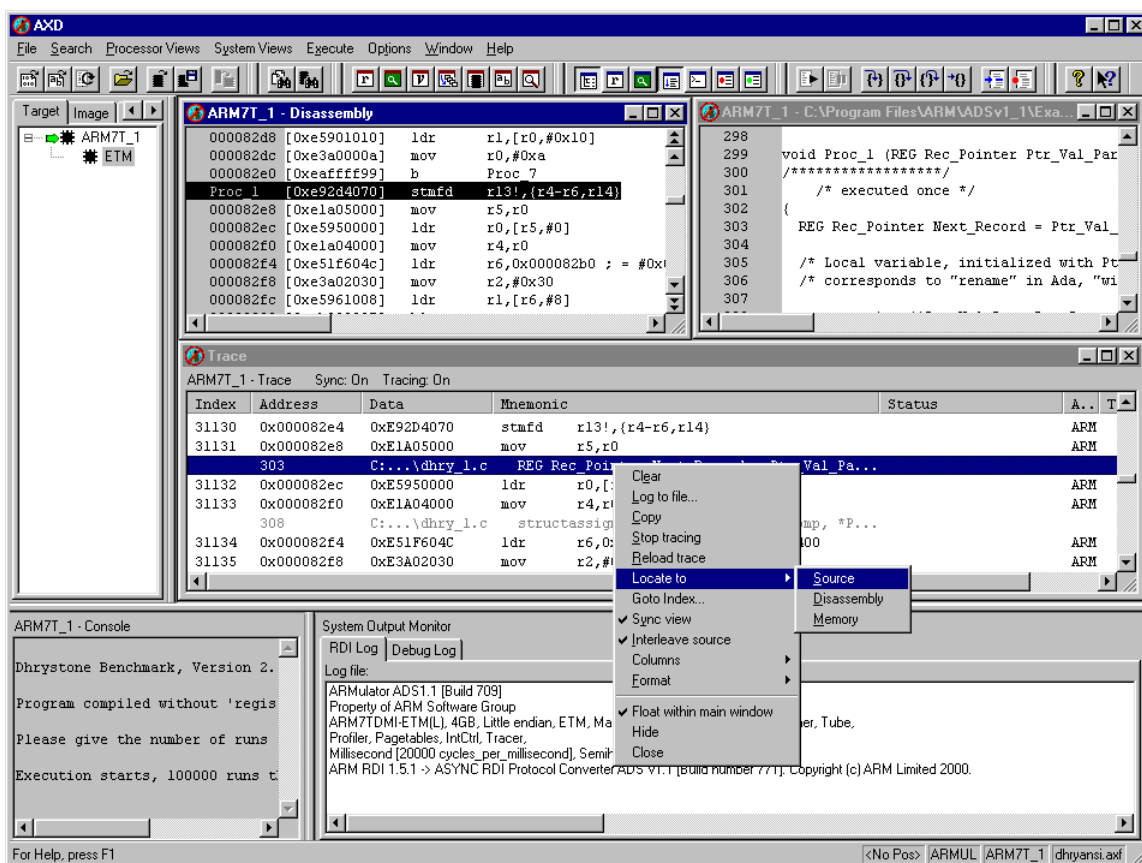 AXD
File Search Processor Views System Views Execute Options Window Help
Target Image
ARM7T_1
ETM
ARM7T_1 - Disassembly
000082d8 [0xe5901010] ldr r1,[r0,#0x10]
000082dc [0xe3a0000a] mov r0,#0xa
000082e0 [0xeaffff99] b Proc_7
Proc_1 [0xe92d4070] stmfd r13!,{r4-r6,r14}
000082e8 [0xe1a05000] mov r5,r0
000082ec [0xe5950000] ldr r0,[r5,#0]
000082f0 [0xe1a04000] mov r4,r0
000082f4 [0xe51f604c] ldr r6,0x000082b0 ; = #0x
000082f8 [0xe3a02030] mov r2,#0x30
000082fc [0xe5961008] ldr r1,[r6,#8]
ARM7T_1 - C:\Program Files\ARM\ADSv1_1\Exa...
298
299 void Proc_1 (REG Rec_Pointer Ptr_Val_Par
300 /******************/
301 /* executed once */
302 {
303 REG Rec_Pointer Next_Record = Ptr_Val_
304
305 /* Local variable, initialized with Pt
306 /* corresponds to "rename" in Ada, "wi
307
Trace
ARM7T_1 - Trace Sync: On Tracing: On
Index Address Data Mnemonic Status A.. T
31130 0x000082e4 0xE92D4070 stmfd r13!,{r4-r6,r14} ARM
31131 0x000082e8 0xE1A05000 mov r5,r0 ARM
303 C:...\dhry_1.c REG Rec_Poin Val_Pa...
31132 0x000082ec 0xE5950000 ldr r0,[ ARM
31133 0x000082f0 0xE1A04000 mov r4,r ARM
308 C:...\dhry_1.c structassig mp, *P...
31134 0x000082f4 0xE51F604C ldr r6,0 00 ARM
31135 0x000082f8 0xE3A02030 mov r2,# ARM
Clear
Log to file...
Copy
Stop tracing
Reload trace
Locate to
Goto Index...
Sync view
Interleave source
Columns
Format
Float within main window
Hide
Close
Source
Disassembly
Memory
ARM7T_1 - Console
Dhrystone Benchmark, Version 2.
Program compiled without 'regis
Please give the number of runs
Execution starts, 100000 runs t
System Output Monitor
RDI Log Debug Log
Log file:
ARMulator ADS1.1 [Build 709]
Property of ARM Software Group
ARM7TDMI-ETM(L), 4GB, Little endian, ETM, Ma er, Tube,
Profiler, Pagetables, IntCtrl, Tracer,
Millisecond [20000 cycles_per_millisecond], Semih
ARM RDI 1.5.1 -> ASYNC RDI Protocol Converter ADS v1.1 [Build number 771]. Copyright (c) ARM Limited 2000.
For Help, press F1
<No Pos> ARMUL ARM7T_1 dhryansi.axf